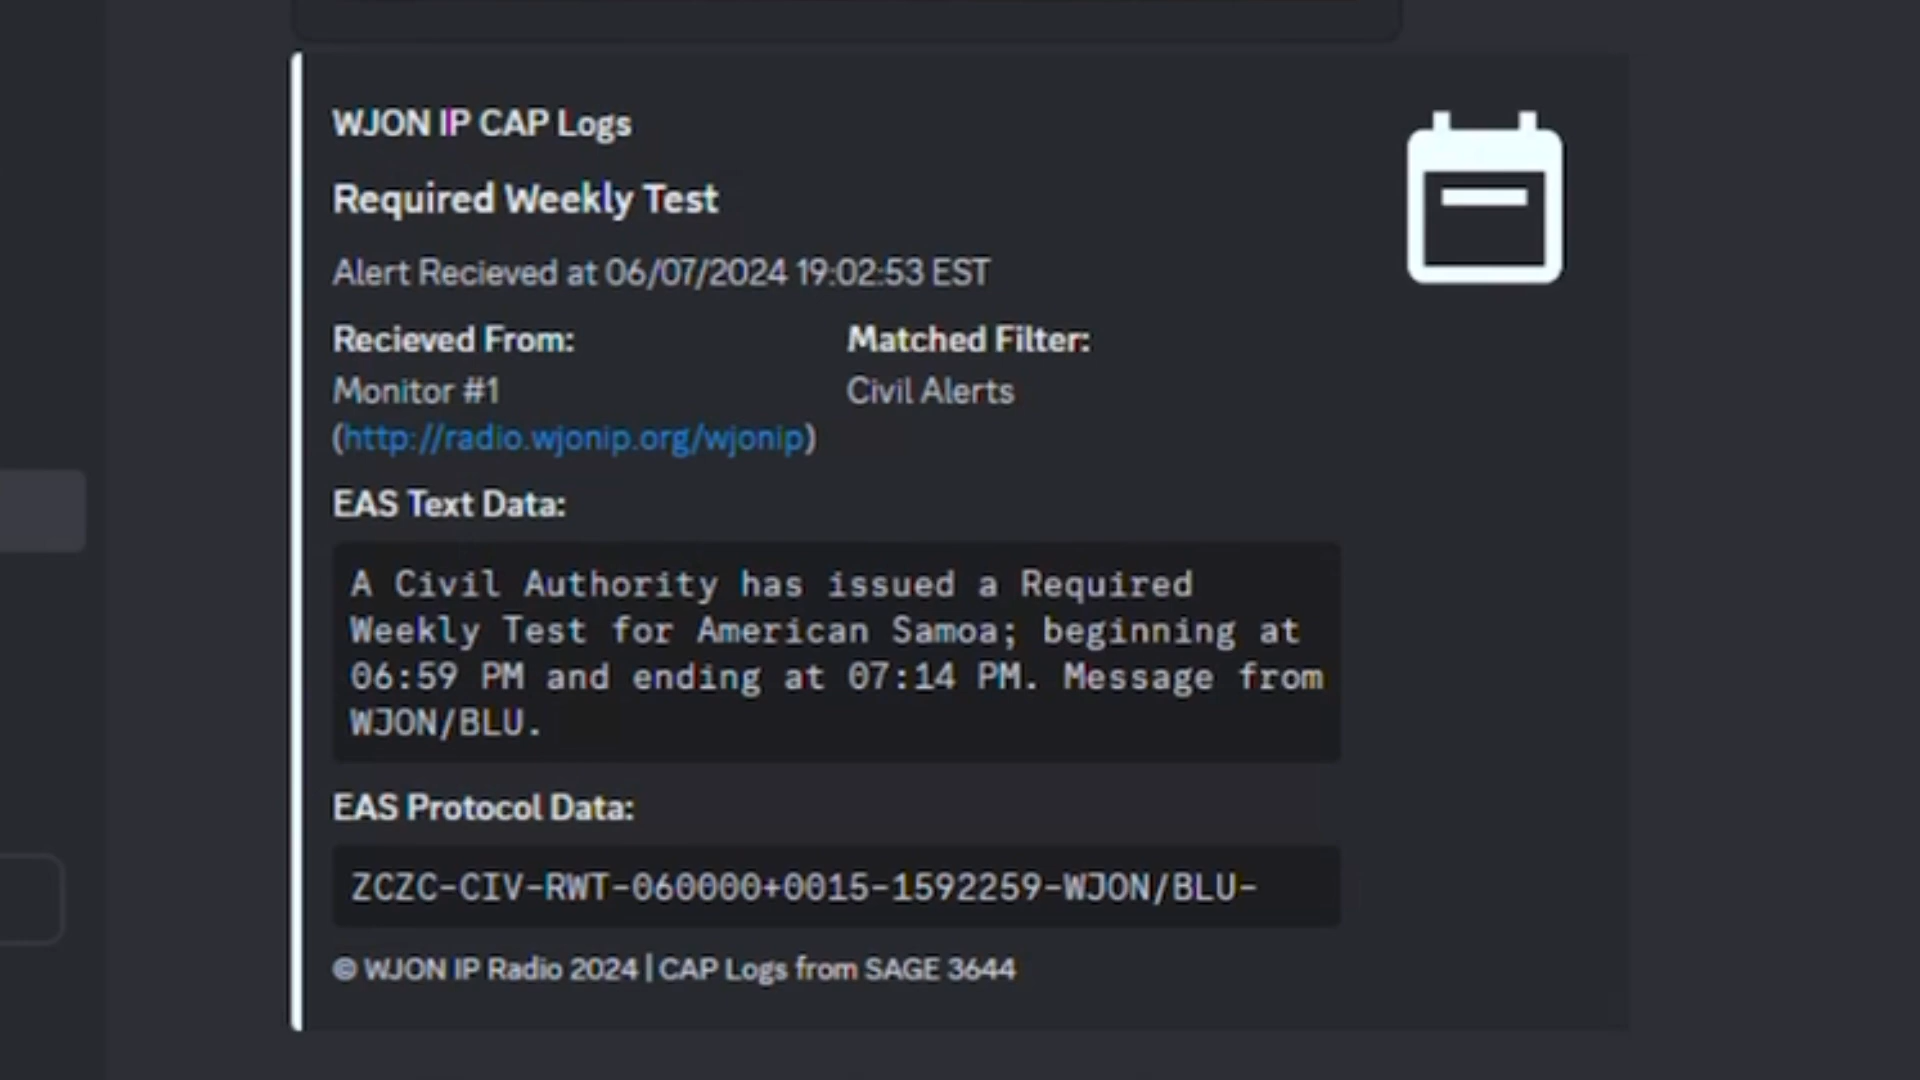 WJON IP CAP Logs
Required Weekly Test
Alert Recieved at 06/07/2024 19:02:53 EST
Recieved From:
Monitor #1
(http://radio.wjonip.org/wjonip)
Matched Filter:
Civil Alerts
EAS Text Data:
A Civil Authority has issued a Required
Weekly Test for American Samoa; beginning at
06:59 PM and ending at 07:14 PM. Message from
WJON/BLU.
EAS Protocol Data:
ZCZC-CIV-RWT-060000+0015-1592259-WJON/BLU-
© WJON IP Radio 2024 | CAP Logs from SAGE 3644